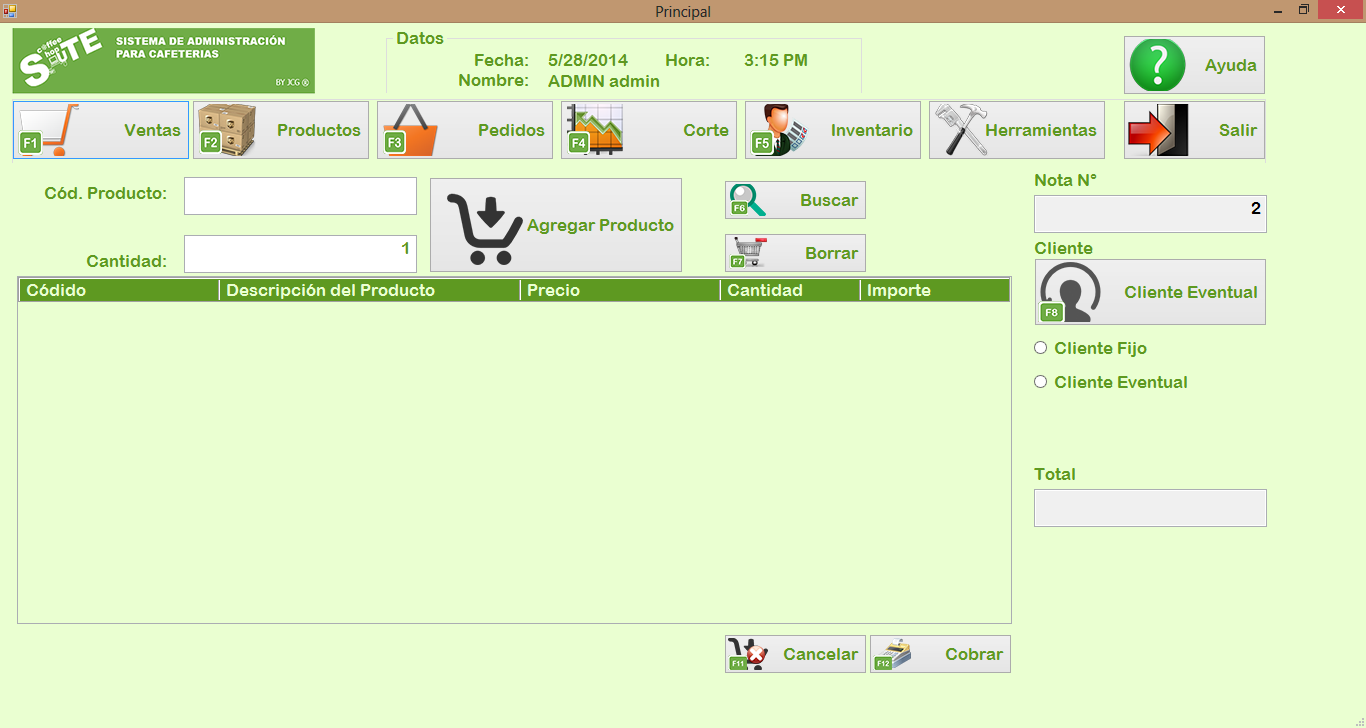 Principal
Coffee Shop SUTE
SISTEMA DE ADMINISTRACIÓN
PARA CAFETERIAS
BY JCG ®
Datos
Fecha: 5/28/2014 Hora: 3:15 PM
Nombre: ADMIN admin
Ayuda
F1 Ventas
F2 Productos
F3 Pedidos
F4 Corte
F5 Inventario
Herramientas
Salir
Cód. Producto:
Cantidad: 1
Agregar Producto
F6 Buscar
F7 Borrar
Nota N°
2
Cliente
F8 Cliente Eventual
Cliente Fijo
Cliente Eventual
Códido Descripción del Producto Precio Cantidad Importe
Total
F11 Cancelar
F12 Cobrar